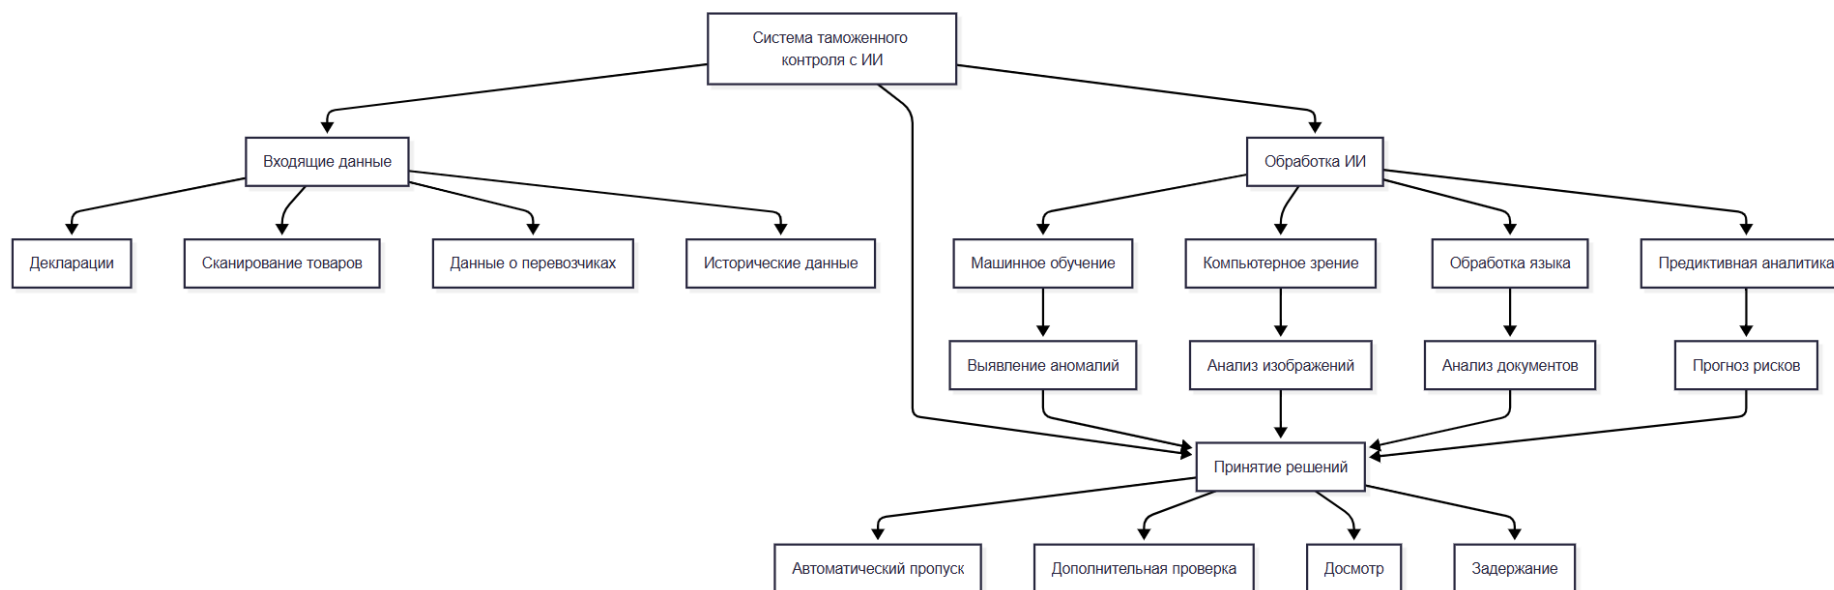 Система таможенного
контроля с ИИ
Входящие данные
Обработка ИИ
Декларации
Сканирование товаров
Данные о перевозчиках
Исторические данные
Машинное обучение
Компьютерное зрение
Обработка языка
Предиктивная аналитика
Выявление аномалий
Анализ изображений
Анализ документов
Прогноз рисков
Принятие решений
Автоматический пропуск
Дополнительная проверка
Досмотр
Задержание